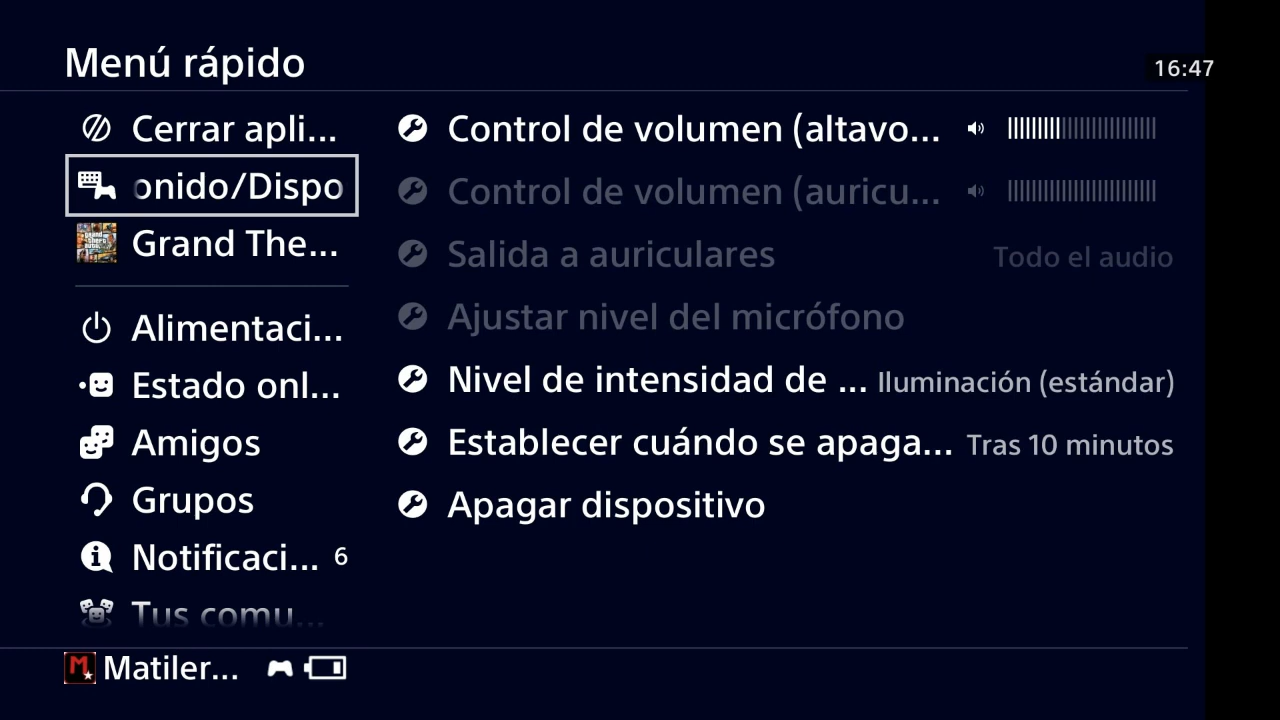 Menú rápido
16:47
Cerrar apli...
onido/Dispo
Grand The...
Alimentaci...
Estado onl...
Amigos
Grupos
Notificaci... 6
Tus comu...
Control de volumen (altavo...
Control de volumen (auricu...
Salida a auriculares Todo el audio
Ajustar nivel del micrófono
Nivel de intensidad de ... Iluminación (estándar)
Establecer cuándo se apaga... Tras 10 minutos
Apagar dispositivo
Matiler...